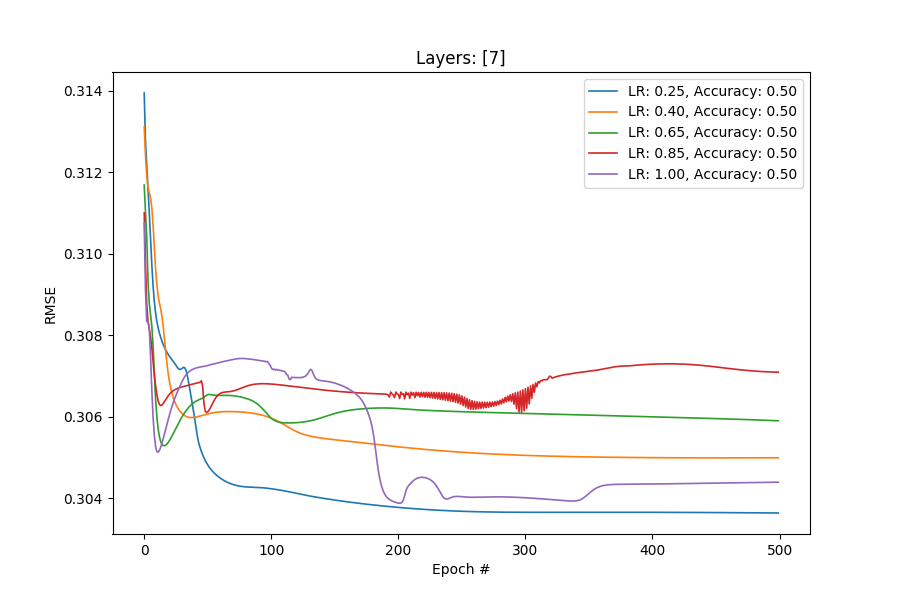 Layers: [7]
LR: 0.25, Accuracy: 0.50
LR: 0.40, Accuracy: 0.50
LR: 0.65, Accuracy: 0.50
LR: 0.85, Accuracy: 0.50
LR: 1.00, Accuracy: 0.50
RMSE
0.314
0.312
0.310
0.308
0.306
0.304
0 100 200 300 400 500
Epoch #